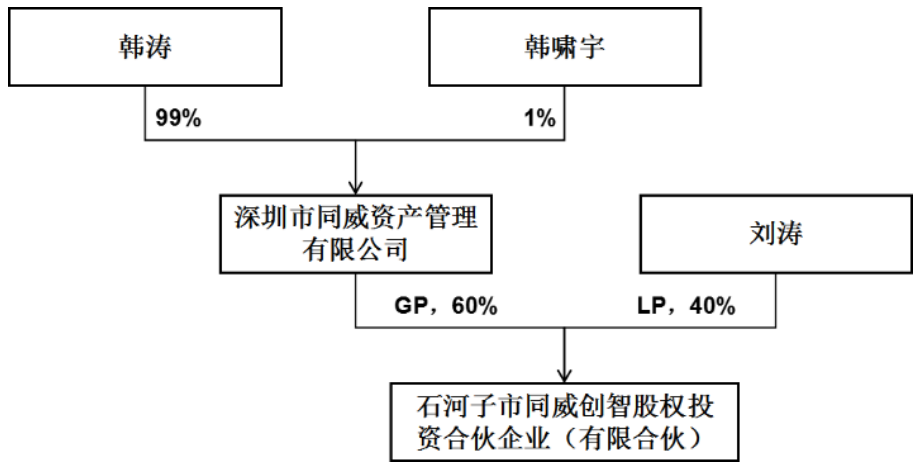 韩涛
韩啸宇
99%
1%
深圳市同威资产管理
有限公司
刘涛
GP，60%
LP，40%
石河子市同威创智股权投
资合伙企业（有限合伙）